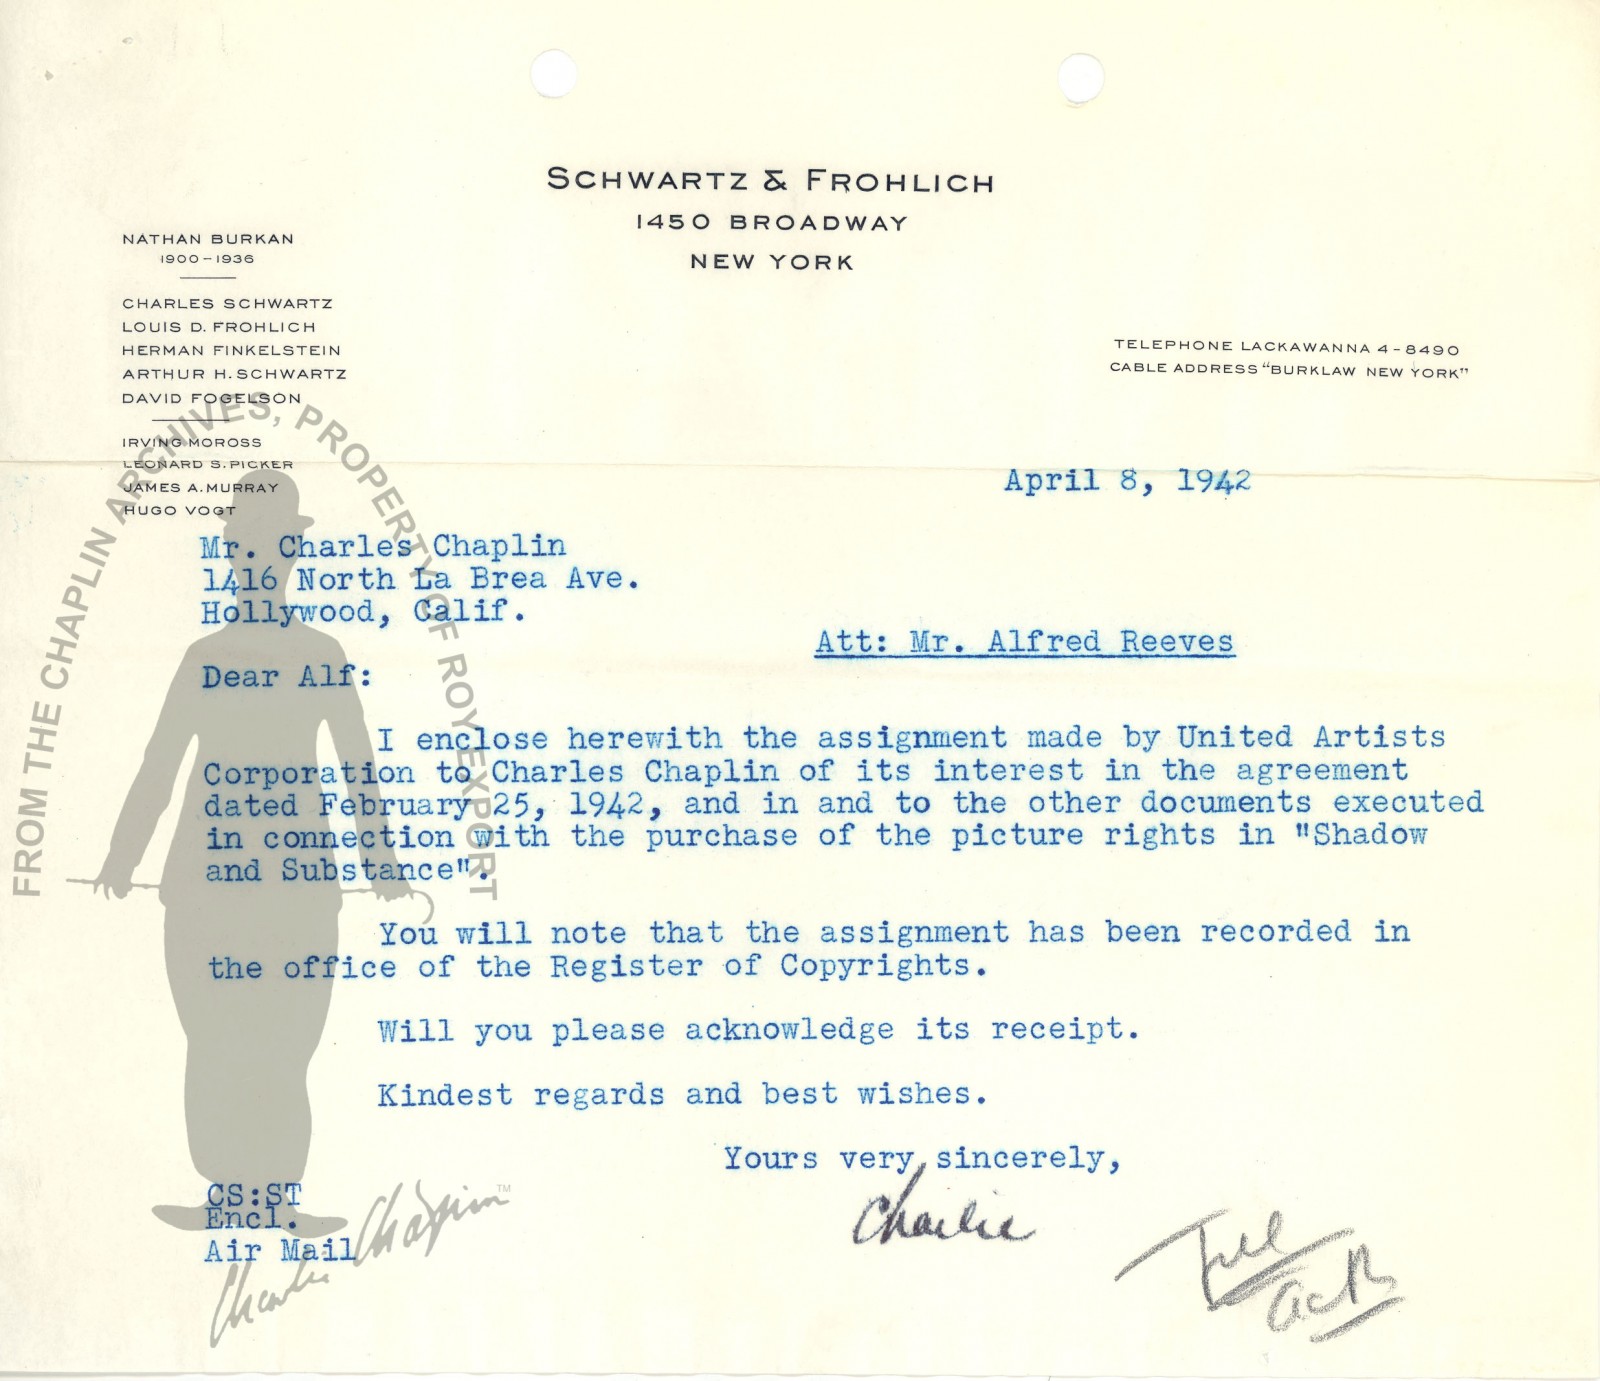 SCHWARTZ & FROHLICH
1450 BROADWAY
NEW YORK
NATHAN BURKAN
1900-1936
CHARLES SCHWARTZ
LOUIS D. FROHLICH
HERMAN FINKELSTEIN
ARTHUR H. SCHWARTZ
DAVID FOGELSON
IRVING MOROSS
LEONARD S. PICKER
JAMES A. MURRAY
HUGO VOGT
TELEPHONE LACKAWANNA 4-8490
CABLE ADDRESS "BURKLAW NEW YORK"
April 8, 1942
Mr. Charles Chaplin
1416 North La Brea Ave.
Hollywood, Calif.
Att: Mr. Alfred Reeves
Dear Alf:
I enclose herewith the assignment made by United Artists
Corporation to Charles Chaplin of its interest in the agreement
dated February 25, 1942, and in and to the other documents executed
in connection with the purchase of the picture rights in "Shadow
and Substance".
You will note that the assignment has been recorded in
the office of the Register of Copyrights.
Will you please acknowledge its receipt.
Kindest regards and best wishes.
Yours very sincerely,
Charlie
CS:ST
Encl.
Air Mail
FROM THE CHAPLIN ARCHIVES, PROPERTY OF ROY EXPORT
Charlie Chaplin™